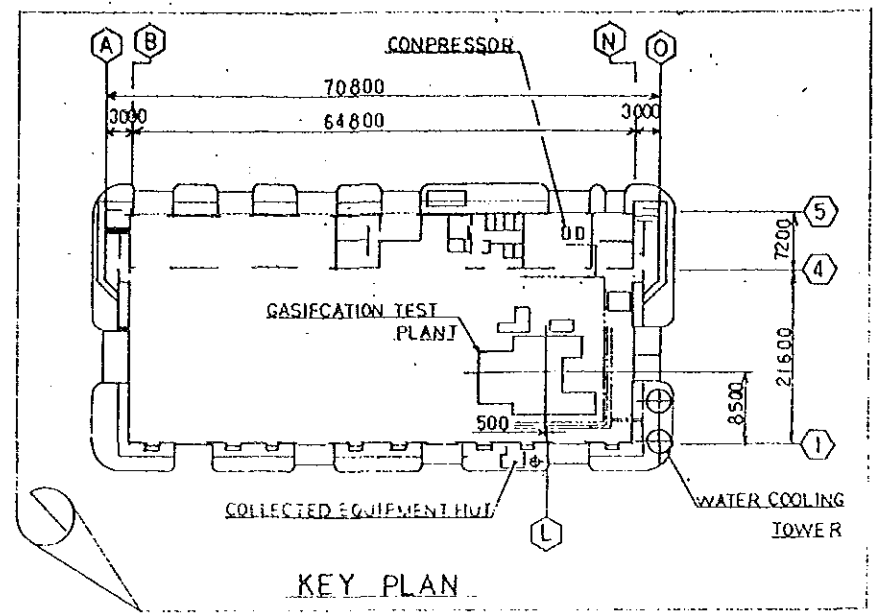 A B N O
CONPRESSOR
70800
3000 64800 3000
5
7200
4
GASIFCATION TEST
PLANT
21600
8500
500
1
COLLECTED EQUIPMENT HUT
WATER COOLING
TOWER
L
KEY PLAN